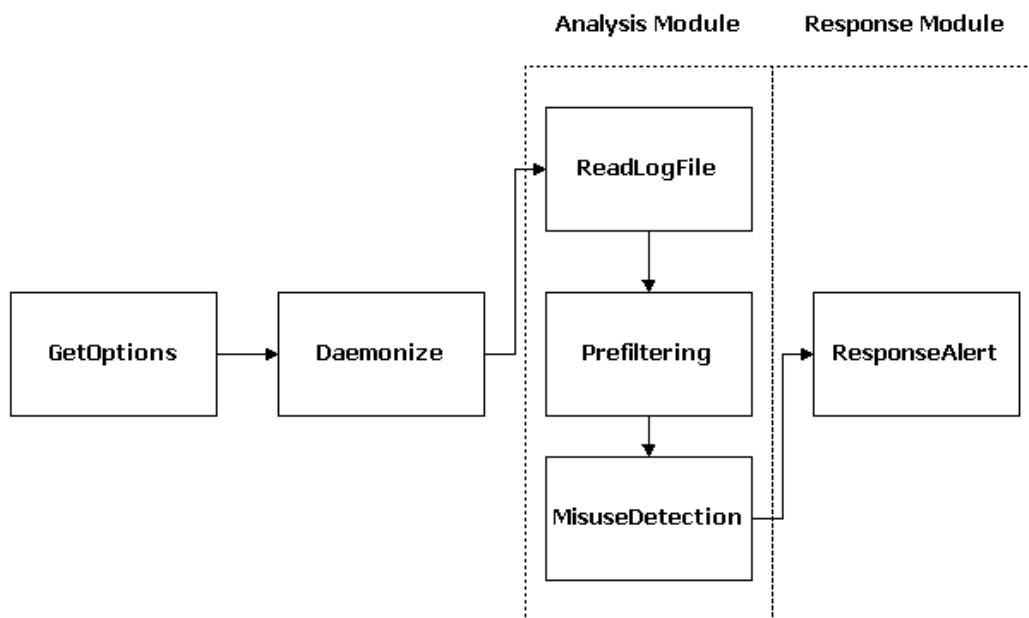 Analysis Module
Response Module
ReadLogFile
GetOptions
Daemonize
Prefiltering
ResponseAlert
MisuseDetection